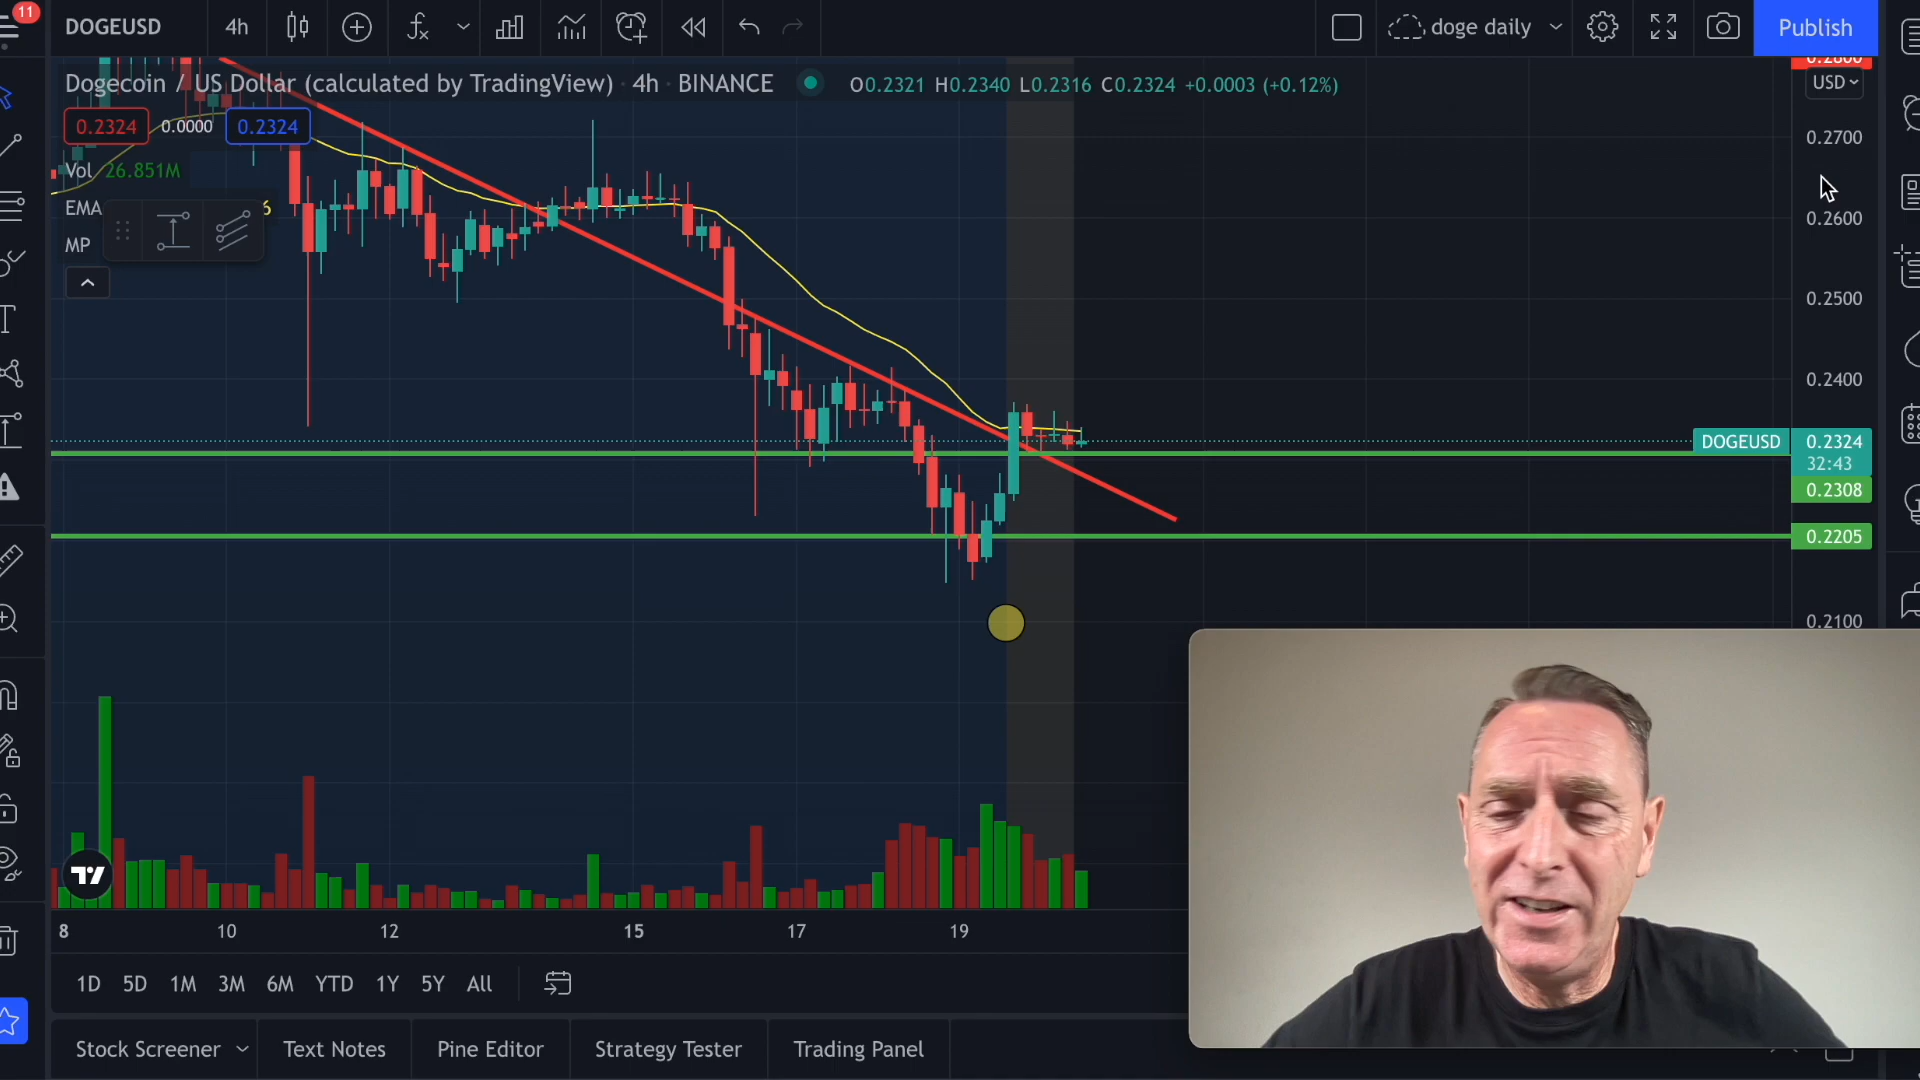 11
DOGEUSD 4h doge daily Publish
Dogecoin / US Dollar (calculated by TradingView) · 4h · BINANCE O0.2321 H0.2340 L0.2316 C0.2324 +0.0003 (+0.12%)
0.2800
USD
0.2324 0.0000 0.2324
0.2700
Vol 26.851M
EMA 6
0.2600
MP
0.2500
0.2400
DOGEUSD 0.2324
32:43
0.2308
0.2205
0.2100
8 10 12 15 17 19
1D 5D 1M 3M 6M YTD 1Y 5Y All
Stock Screener Text Notes Pine Editor Strategy Tester Trading Panel